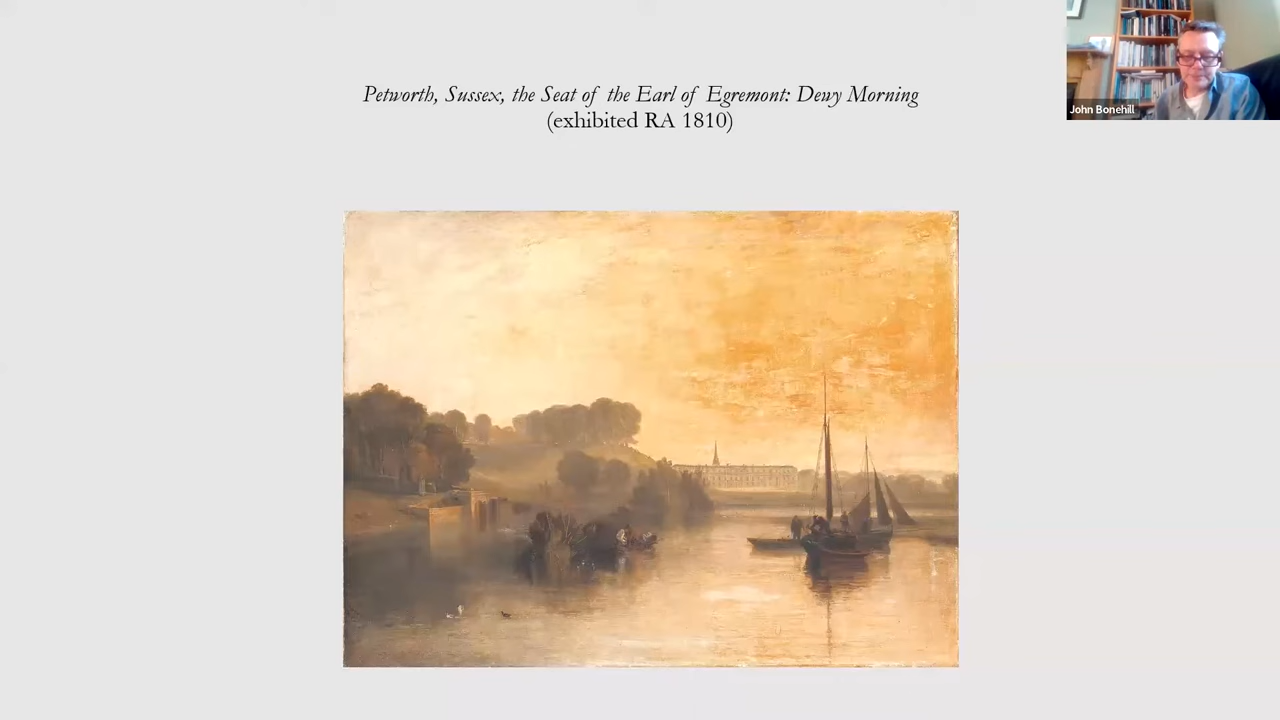 Petworth, Sussex, the Seat of the Earl of Egremont: Dewy Morning
(exhibited RA 1810)
John Bonehill